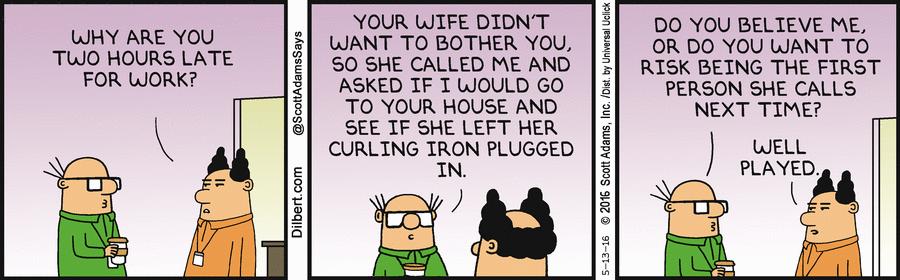 WHY ARE YOU
TWO HOURS LATE
FOR WORK?
Dilbert.com @ScottAdamsSays
YOUR WIFE DIDN'T
WANT TO BOTHER YOU,
SO SHE CALLED ME AND
ASKED IF I WOULD GO
TO YOUR HOUSE AND
SEE IF SHE LEFT HER
CURLING IRON PLUGGED
IN.
5-13-16 © 2016 Scott Adams, Inc. /Dist. by Universal Uclick
DO YOU BELIEVE ME,
OR DO YOU WANT TO
RISK BEING THE FIRST
PERSON SHE CALLS
NEXT TIME?
WELL
PLAYED.